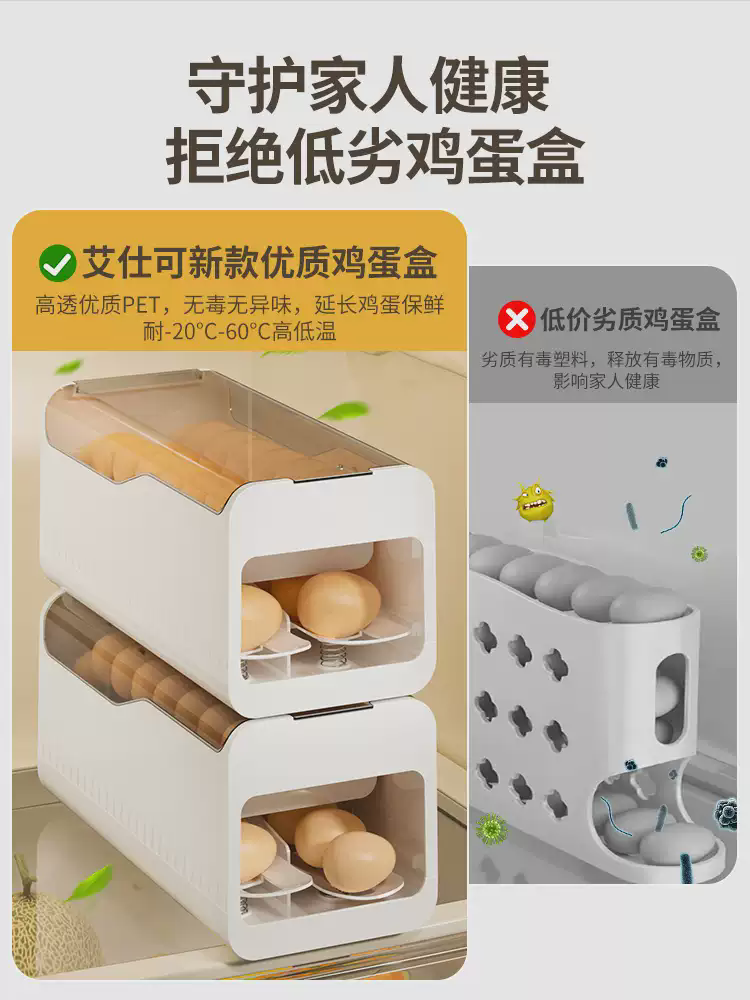 守护家人健康
拒绝低劣鸡蛋盒
艾仕可新款优质鸡蛋盒
高透优质PET，无毒无异味，延长鸡蛋保鲜
耐-20℃-60℃高低温
低价劣质鸡蛋盒
劣质有毒塑料，释放有毒物质，
影响家人健康